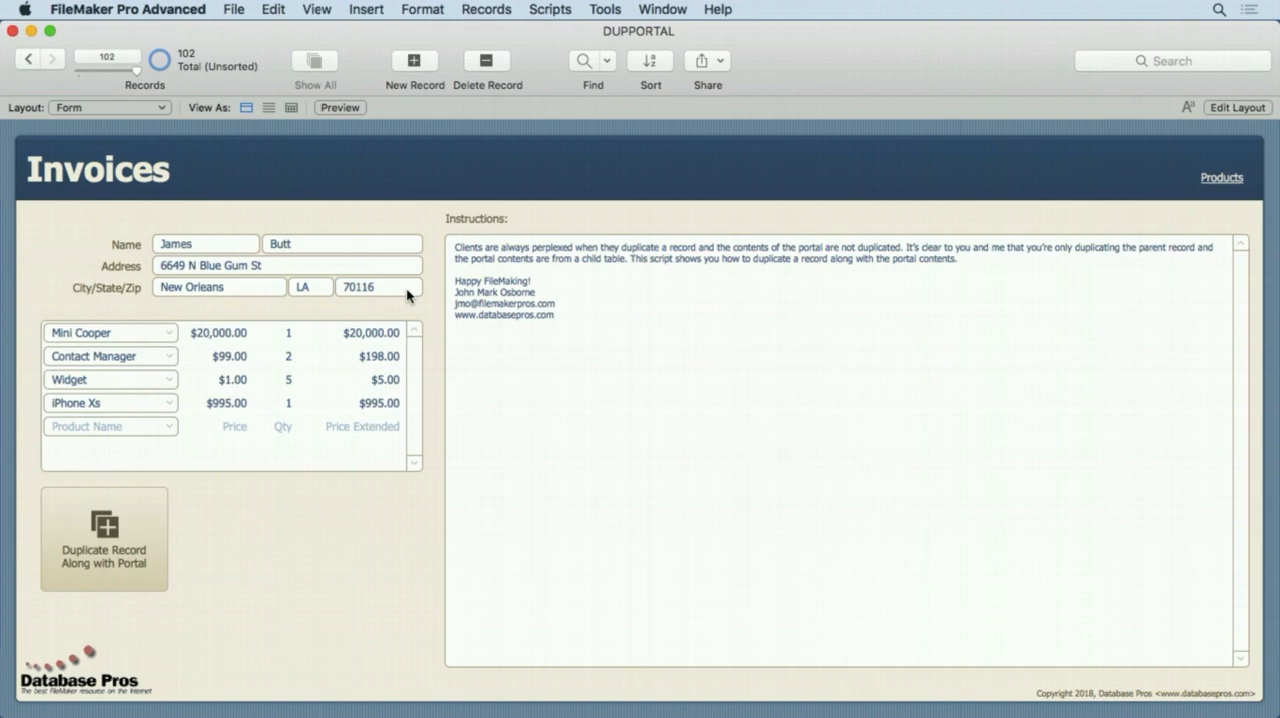 FileMaker Pro Advanced File Edit View Insert Format Records Scripts Tools Window Help
DUPPORTAL
102
102
Total (Unsorted)
Records
Show All
New Record
Delete Record
Find
Sort
Share
Search
Layout: Form View As: Preview
Aª Edit Layout
Invoices
Products
Name James Butt
Address 6649 N Blue Gum St
City/State/Zip New Orleans LA 70116
Mini Cooper $20,000.00 1 $20,000.00
Contact Manager $99.00 2 $198.00
Widget $1.00 5 $5.00
iPhone Xs $995.00 1 $995.00
Product Name Price Qty Price Extended
Duplicate Record
Along with Portal
Instructions:
Clients are always perplexed when they duplicate a record and the contents of the portal are not duplicated. It's clear to you and me that you're only duplicating the parent record and
the portal contents are from a child table. This script shows you how to duplicate a record along with the portal contents.
Happy FileMaking!
John Mark Osborne
jmo@filemakerpros.com
www.databasepros.com
Database Pros
The best FileMaker resource on the Internet
Copyright 2018, Database Pros <www.databasepros.com>